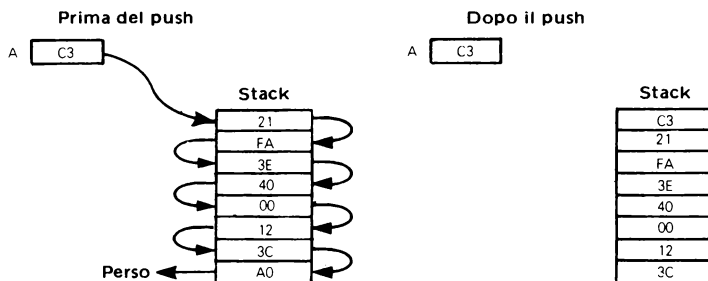 Prima del push
A C3
Stack
21
FA
3E
40
00
12
3C
Perso A0
Dopo il push
A C3
Stack
C3
21
FA
3E
40
00
12
3C